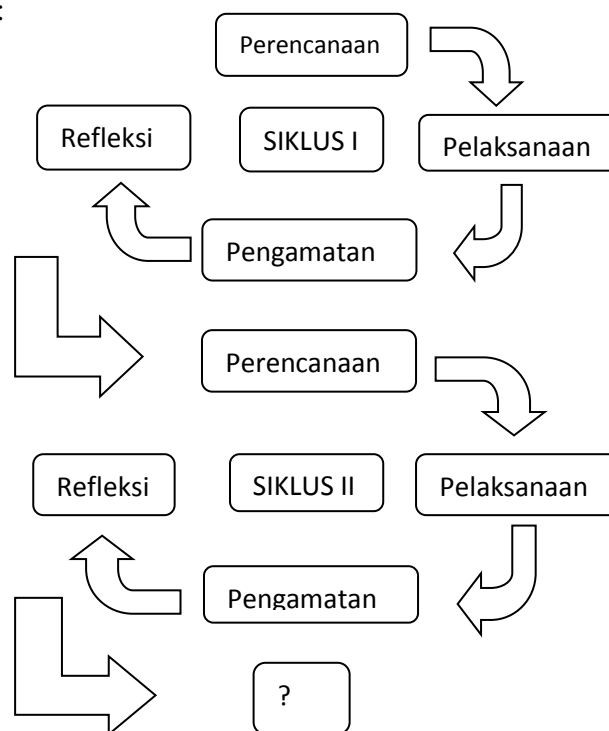 :
Perencanaan
Refleksi
SIKLUS I
Pelaksanaan
Pengamatan
Perencanaan
Refleksi
SIKLUS II
Pelaksanaan
Pengamatan
?